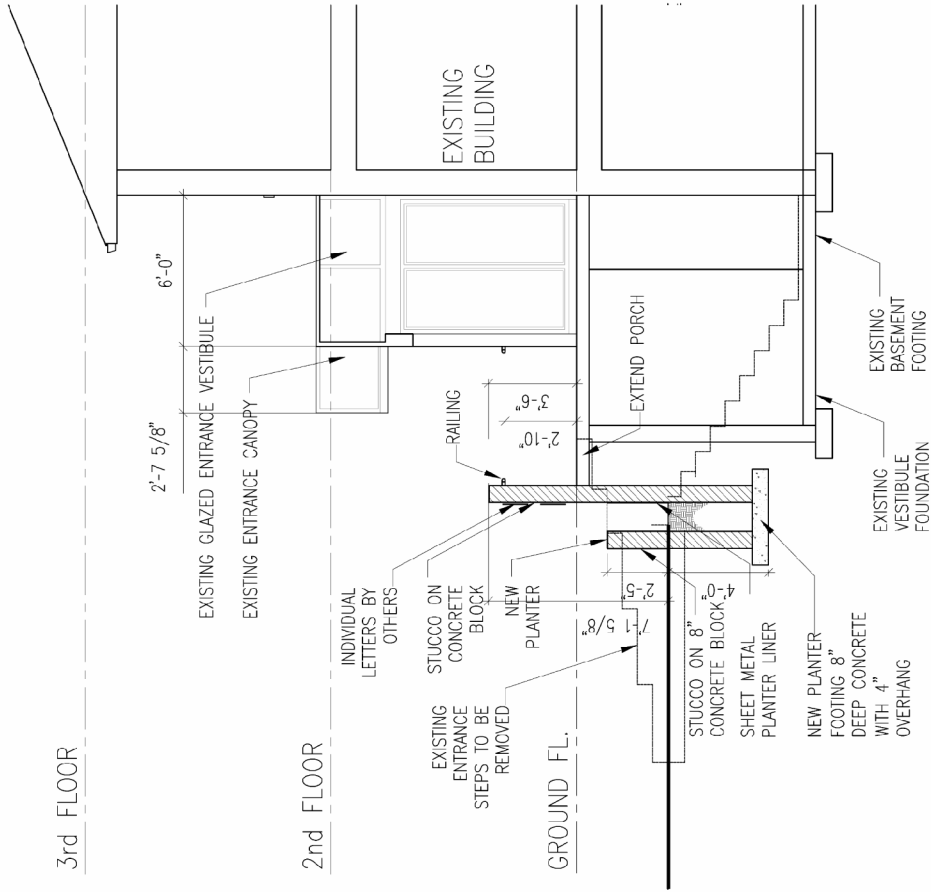 3rd FLOOR
2nd FLOOR
GROUND FL.
EXISTING
BUILDING
6'-0"
2'-7 5/8"
EXISTING GLAZED ENTRANCE VESTIBULE
EXISTING ENTRANCE CANOPY
RAILING
3'-6"
2'-10"
EXTEND PORCH
INDIVIDUAL
LETTERS BY
OTHERS
STUCCO ON
CONCRETE
BLOCK
NEW
PLANTER
EXISTING
ENTRANCE
STEPS TO BE
REMOVED
7'-1 5/8"
2'-5"
4'-0"
STUCCO ON 8"
CONCRETE BLOCK
SHEET METAL
PLANTER LINER
NEW PLANTER
FOOTING 8"
DEEP CONCRETE
WITH 4"
OVERHANG
EXISTING
VESTIBULE
FOUNDATION
EXISTING
BASEMENT
FOOTING